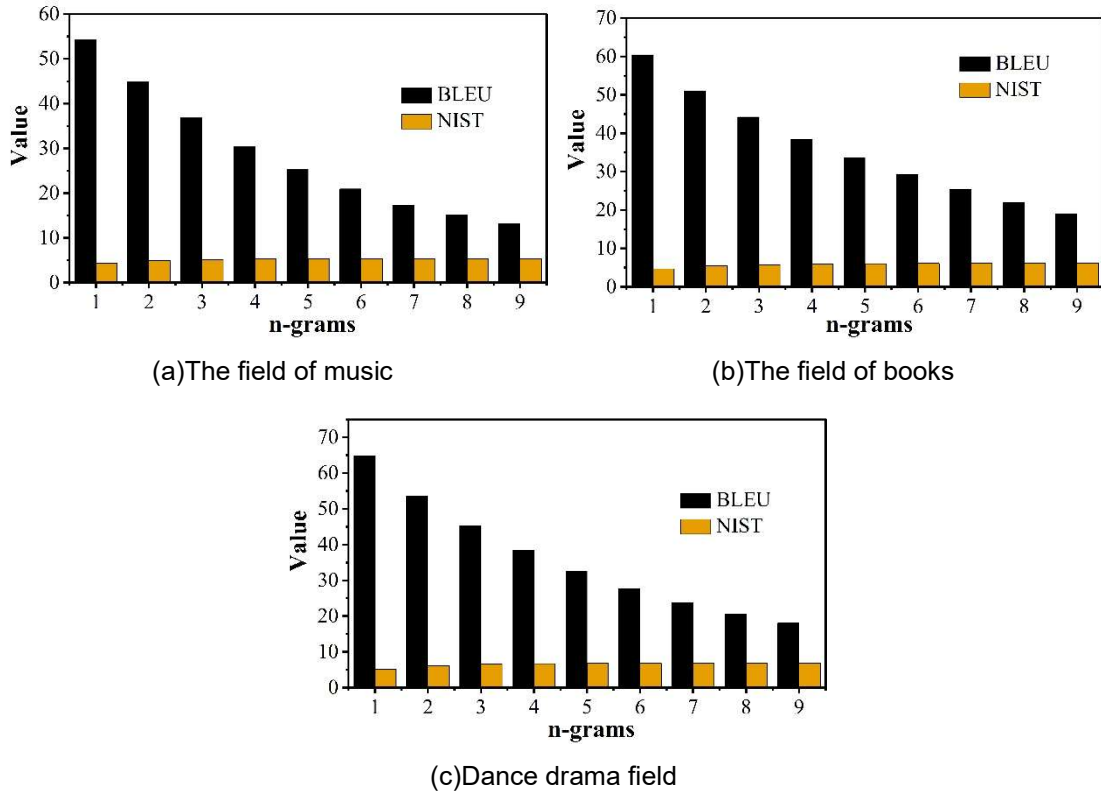 60
50
40
30
20
10
0
Value
BLEU
NIST
1 2 3 4 5 6 7 8 9
n-grams
(a)The field of music
70
60
50
40
30
20
10
0
Value
BLEU
NIST
1 2 3 4 5 6 7 8 9
n-grams
(b)The field of books
70
60
50
40
30
20
10
0
Value
BLEU
NIST
1 2 3 4 5 6 7 8 9
n-grams
(c)Dance drama field